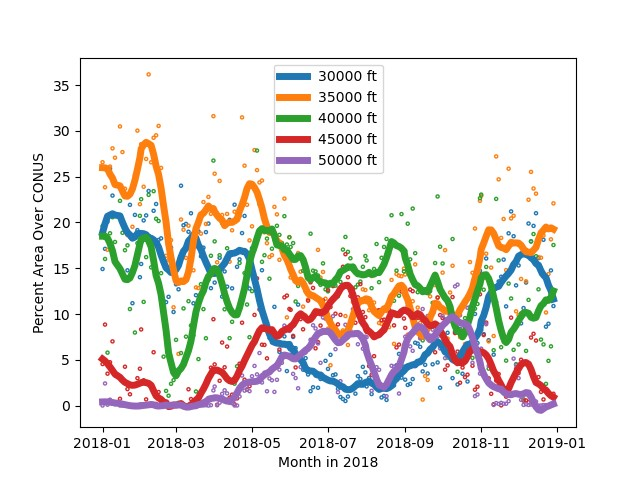 30000 ft
35000 ft
40000 ft
45000 ft
50000 ft
Percent Area Over CONUS
35
30
25
20
15
10
5
0
2018-01 2018-03 2018-05 2018-07 2018-09 2018-11 2019-01
Month in 2018